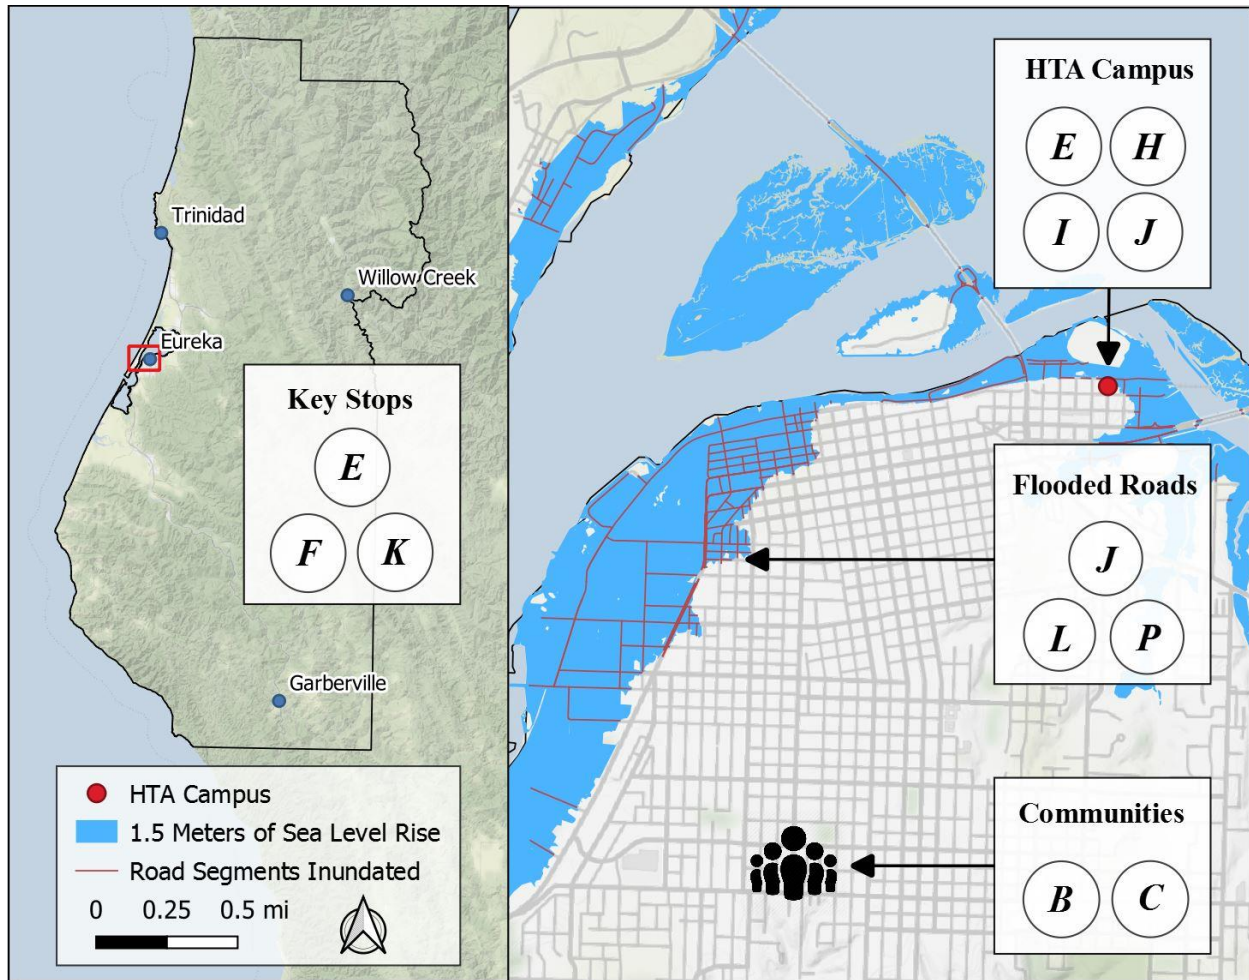 Trinidad
Willow Creek
Eureka
Key Stops
E
F K
Garberville
HTA Campus
1.5 Meters of Sea Level Rise
Road Segments Inundated
0 0.25 0.5 mi
HTA Campus
E H
I J
Flooded Roads
J
L P
Communities
B C